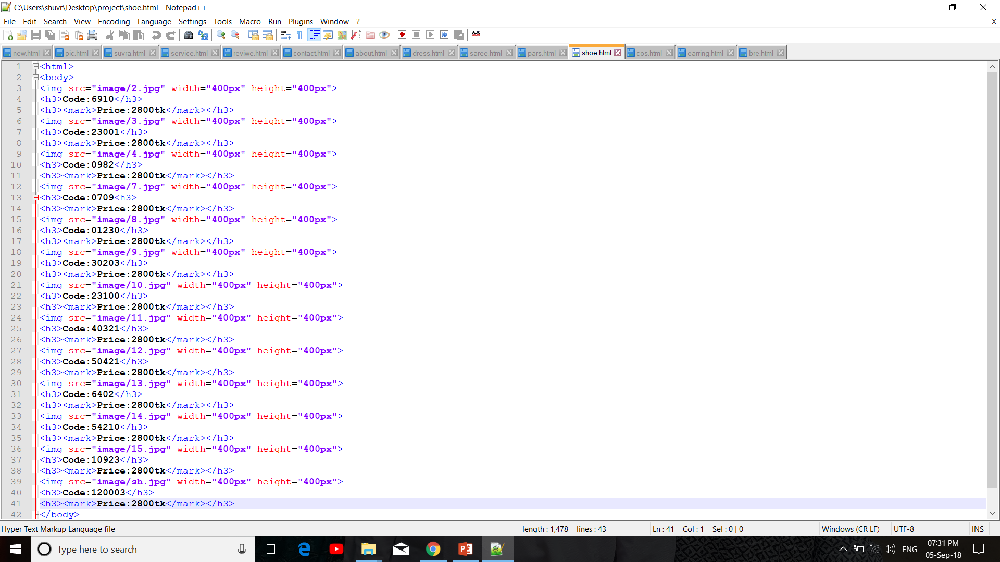 C:\Users\shuvr\Desktop\project\shoe.html - Notepad++
File Edit Search View Encoding Language Settings Tools Macro Run Plugins Window ? X
ABC
new.html pic.html suvra.html service.html reviwe.html contact.html about.html dress.html saree.html pars.html shoe.html cos.html earring.html bre.html
1 <html>
2 <body>
3 <img src="image/2.jpg" width="400px" height="400px">
4 <h3>Code:6910</h3>
5 <h3><mark>Price:2800tk</mark></h3>
6 <img src="image/3.jpg" width="400px" height="400px">
7 <h3>Code:23001</h3>
8 <h3><mark>Price:2800tk</mark></h3>
9 <img src="image/4.jpg" width="400px" height="400px">
10 <h3>Code:0982</h3>
11 <h3><mark>Price:2800tk</mark></h3>
12 <img src="image/7.jpg" width="400px" height="400px">
13 <h3>Code:0709<h3>
14 <h3><mark>Price:2800tk</mark></h3>
15 <img src="image/8.jpg" width="400px" height="400px">
16 <h3>Code:01230</h3>
17 <h3><mark>Price:2800tk</mark></h3>
18 <img src="image/9.jpg" width="400px" height="400px">
19 <h3>Code:30203</h3>
20 <h3><mark>Price:2800tk</mark></h3>
21 <img src="image/10.jpg" width="400px" height="400px">
22 <h3>Code:23100</h3>
23 <h3><mark>Price:2800tk</mark></h3>
24 <img src="image/11.jpg" width="400px" height="400px">
25 <h3>Code:40321</h3>
26 <h3><mark>Price:2800tk</mark></h3>
27 <img src="image/12.jpg" width="400px" height="400px">
28 <h3>Code:50421</h3>
29 <h3><mark>Price:2800tk</mark></h3>
30 <img src="image/13.jpg" width="400px" height="400px">
31 <h3>Code:6402</h3>
32 <h3><mark>Price:2800tk</mark></h3>
33 <img src="image/14.jpg" width="400px" height="400px">
34 <h3>Code:54210</h3>
35 <h3><mark>Price:2800tk</mark></h3>
36 <img src="image/15.jpg" width="400px" height="400px">
37 <h3>Code:10923</h3>
38 <h3><mark>Price:2800tk</mark></h3>
39 <img src="image/sh.jpg" width="400px" height="400px">
40 <h3>Code:120003</h3>
41 <h3><mark>Price:2800tk</mark></h3>
42 </body>
Hyper Text Markup Language file length : 1,478 lines : 43 Ln : 41 Col : 1 Sel : 0 | 0 Windows (CR LF) UTF-8 INS
Type here to search ENG 07:31 PM
05-Sep-18